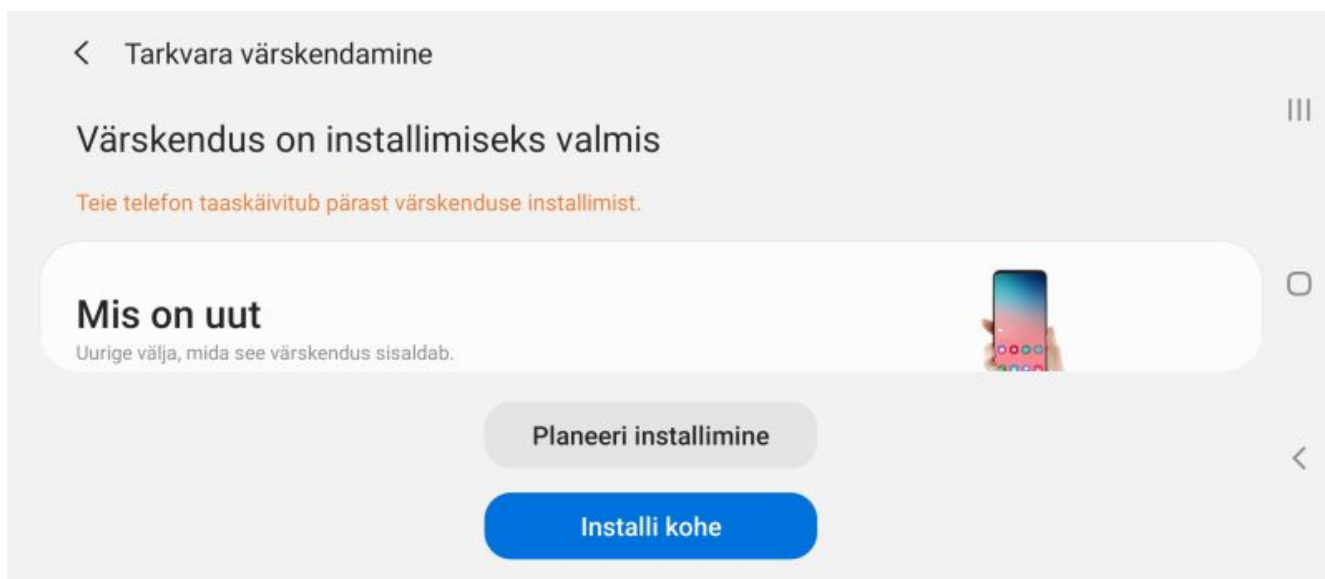 Tarkvara värskendamine
Värskendus on installimiseks valmis
Teie telefon taaskäivitub pärast värskenduse installimist.
Mis on uut
Uurige välja, mida see värskendus sisaldab.
Planeeri installimine
Installi kohe